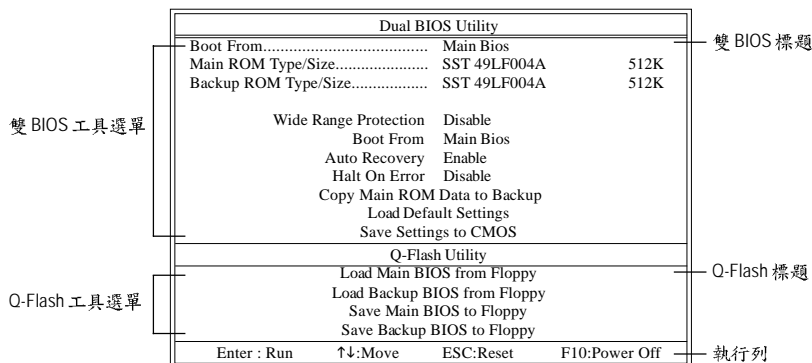 Dual BIOS Utility
Boot From...................................... Main Bios
雙 BIOS 標題
Main ROM Type/Size..................... SST 49LF004A 512K
Backup ROM Type/Size.................. SST 49LF004A 512K
Wide Range Protection Disable
雙 BIOS 工具選單
Boot From Main Bios
Auto Recovery Enable
Halt On Error Disable
Copy Main ROM Data to Backup
Load Default Settings
Save Settings to CMOS
Q-Flash Utility
Load Main BIOS from Floppy
Q-Flash 標題
Load Backup BIOS from Floppy
Q-Flash 工具選單
Save Main BIOS to Floppy
Save Backup BIOS to Floppy
Enter : Run ↑↓:Move ESC:Reset F10:Power Off
執行列